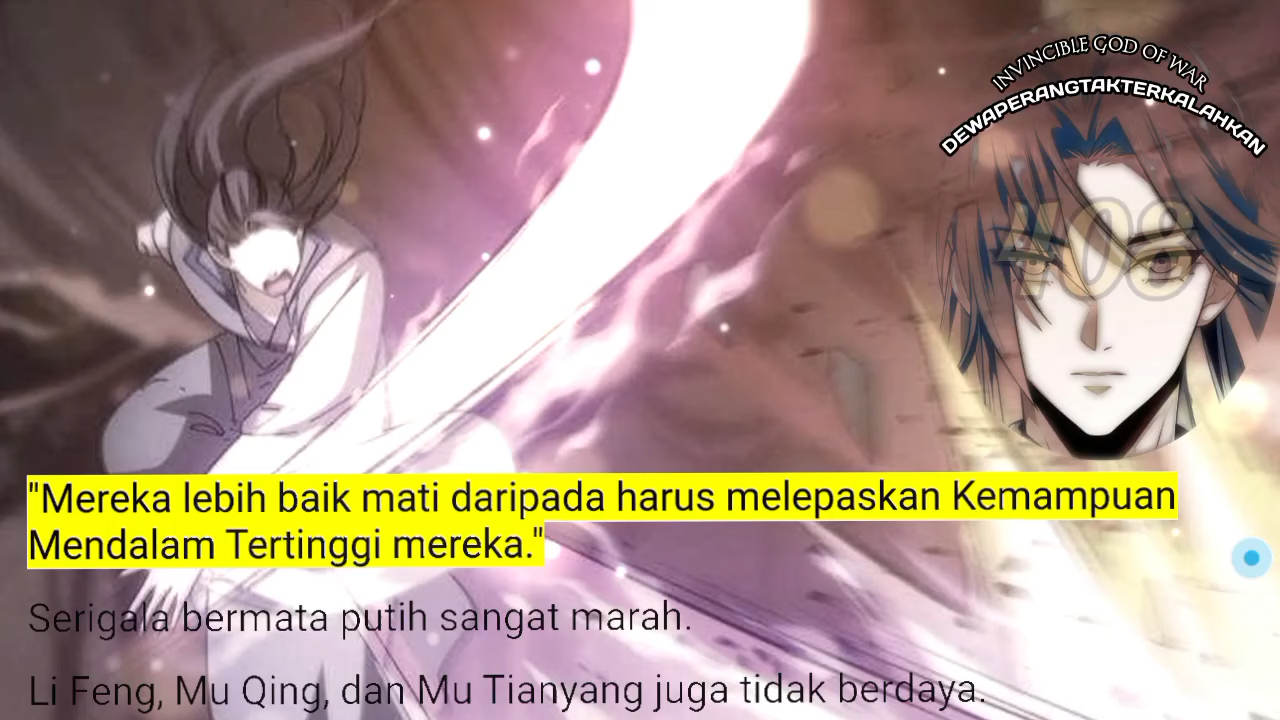 INVINCIBLE GOD OF WAR
DEWAPERANGTAKTERKALAHKAN
"Mereka lebih baik mati daripada harus melepaskan Kemampuan
Mendalam Tertinggi mereka."
Serigala bermata putih sangat marah.
Li Feng, Mu Qing, dan Mu Tianyang juga tidak berdaya.